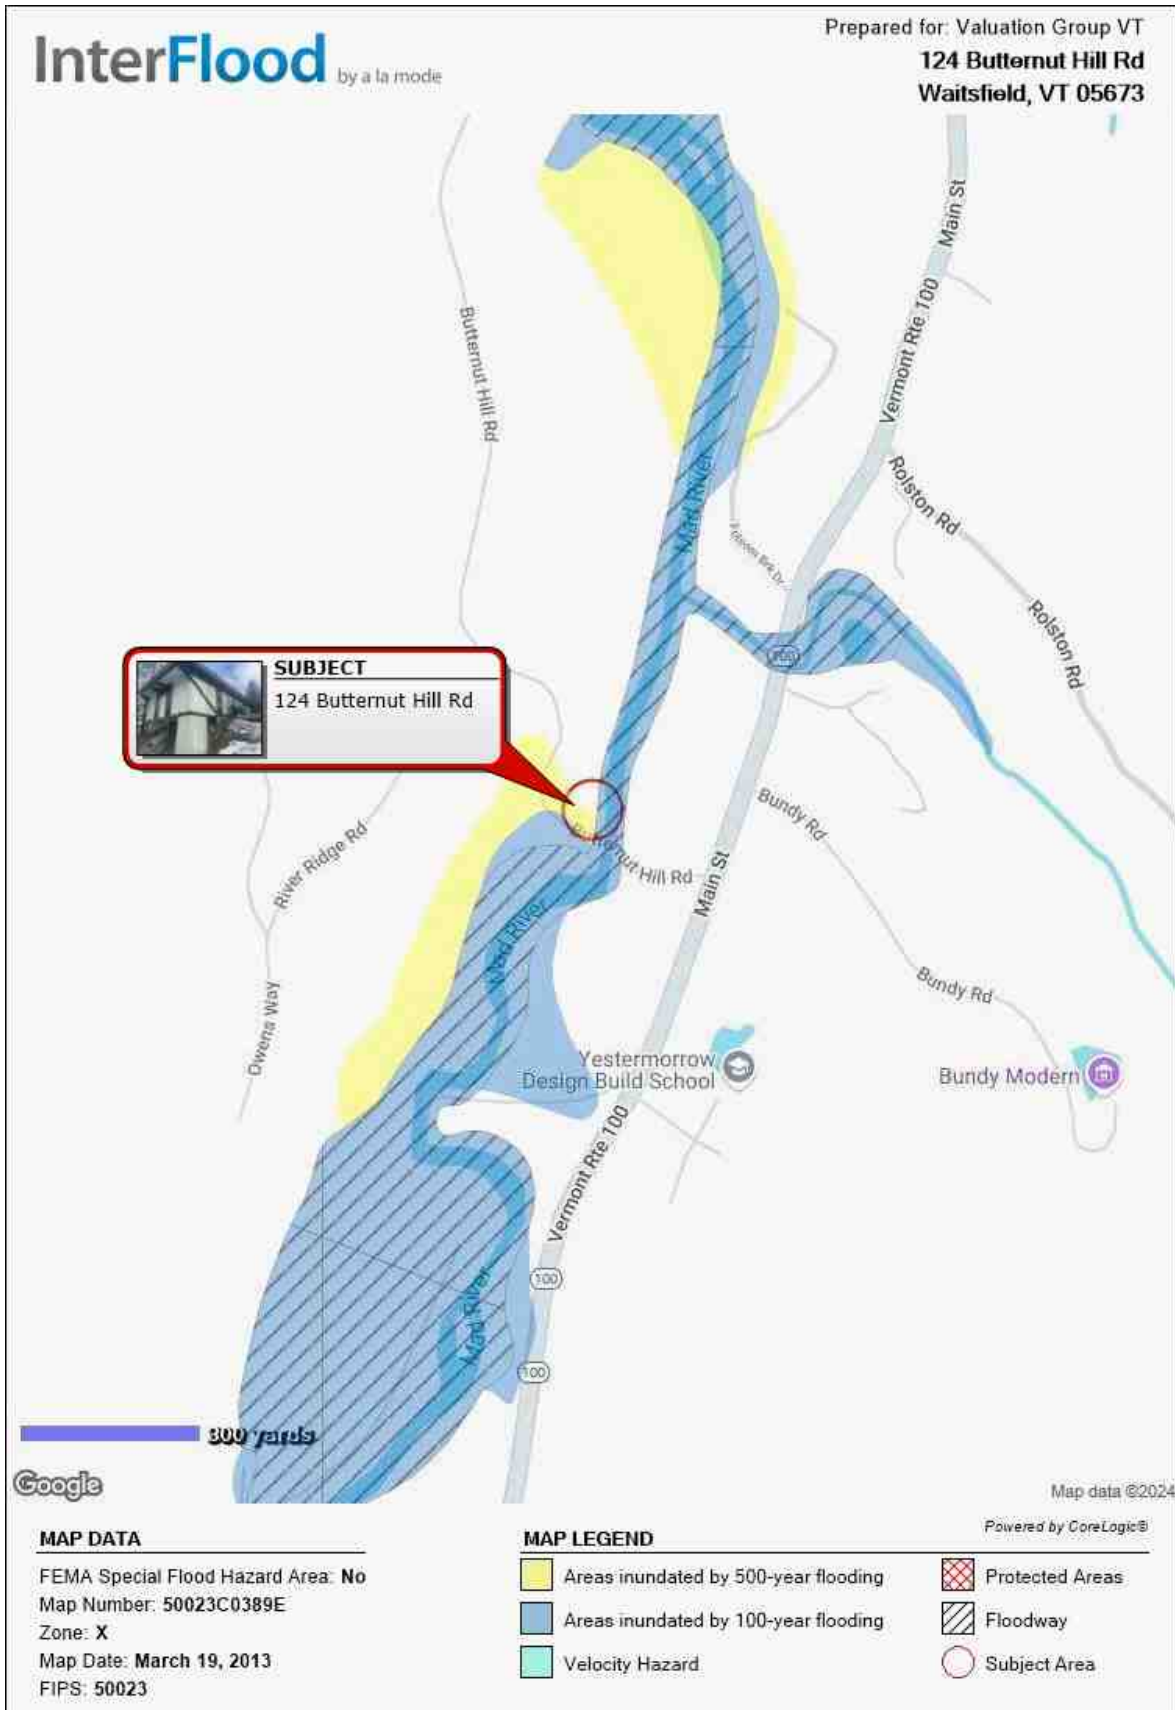 InterFlood by a la mode
Prepared for: Valuation Group VT
124 Butternut Hill Rd
Waitsfield, VT 05673
Main St
Vermont Rte 100
Butternut Hill Rd
Rolston Rd
Mad River
Rolston Rd
100
SUBJECT
124 Butternut Hill Rd
Bundy Rd
River Ridge Rd
Butternut Hill Rd
Main St
Mad River
Bundy Rd
Owens Way
Yestermorrow
Design Build School
Bundy Modern
Vermont Rte 100
100
Mad River
100
300 yards
Google
Map data ©2024
Powered by CoreLogic®
MAP DATA
FEMA Special Flood Hazard Area: No
Map Number: 50023C0389E
Zone: X
Map Date: March 19, 2013
FIPS: 50023
MAP LEGEND
Areas inundated by 500-year flooding
Areas inundated by 100-year flooding
Velocity Hazard
Protected Areas
Floodway
Subject Area